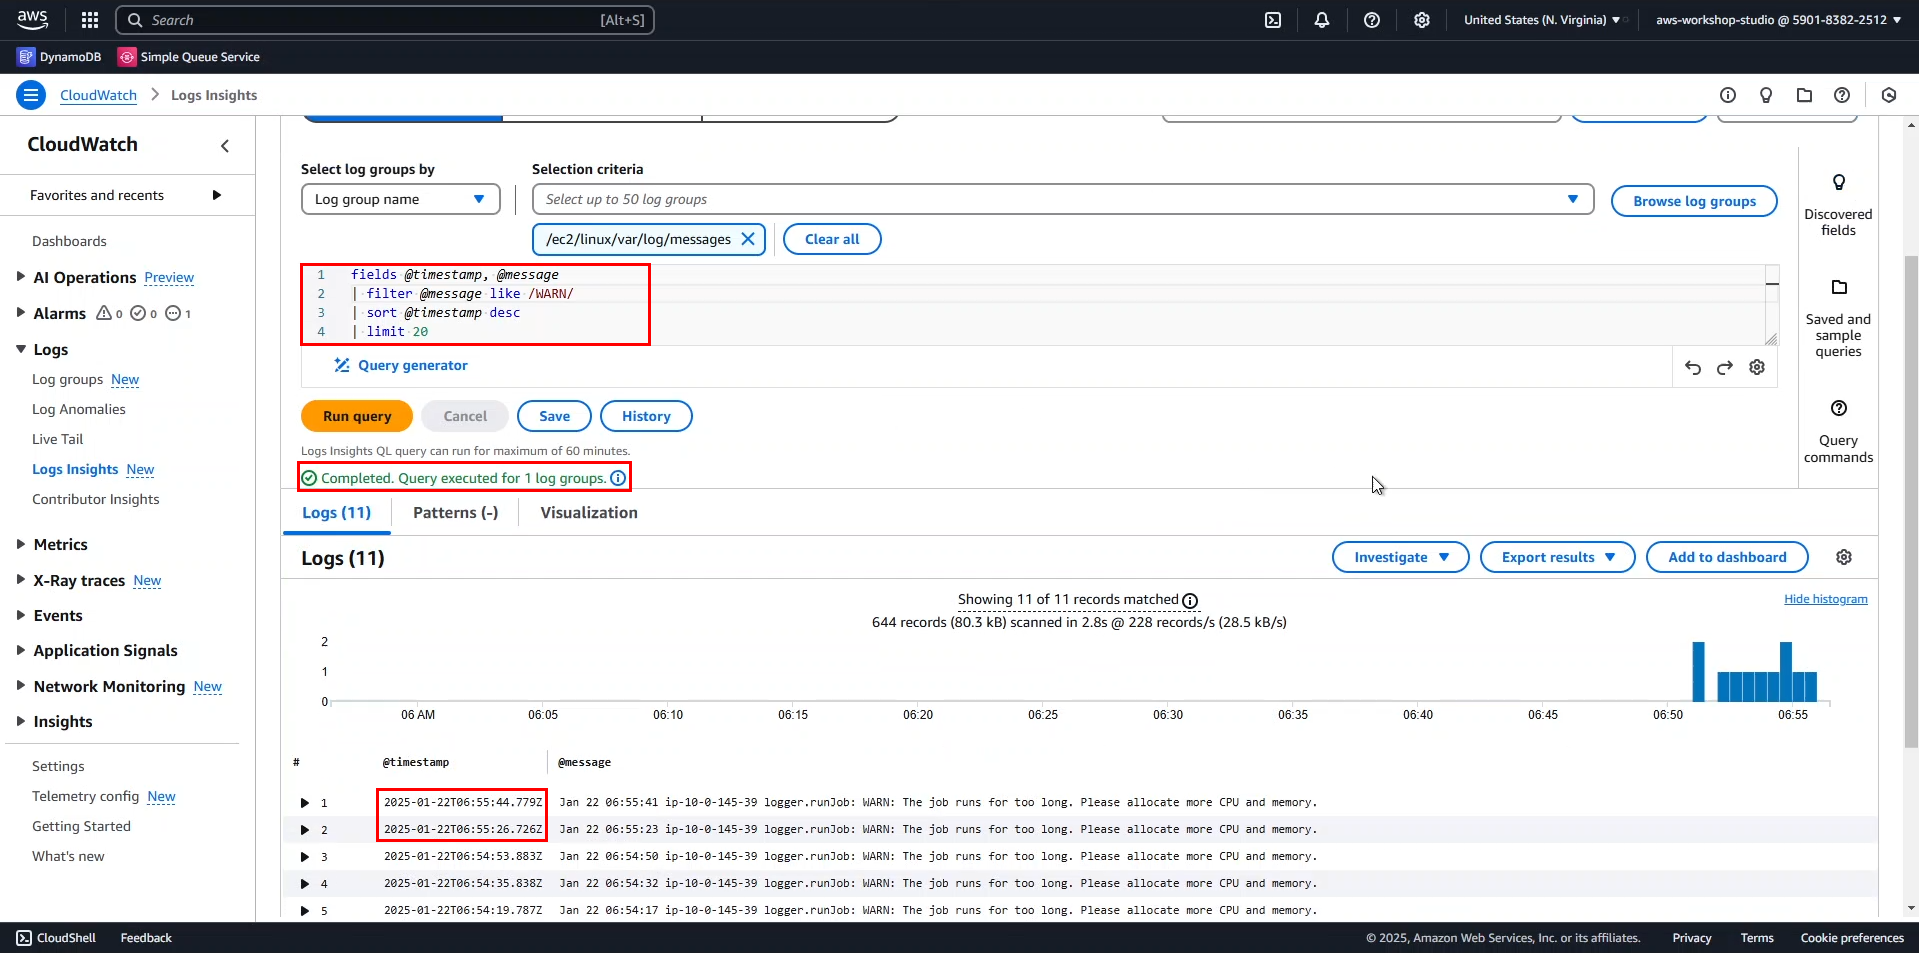 aws
Search [Alt+S]
United States (N. Virginia) ▼
aws-workshop-studio @ 5901-8382-2512 ▼
DynamoDB
Simple Queue Service
CloudWatch > Logs Insights
CloudWatch
Favorites and recents
Dashboards
AI Operations Preview
Alarms 0 0 1
Logs
Log groups New
Log Anomalies
Live Tail
Logs Insights New
Contributor Insights
Metrics
X-Ray traces New
Events
Application Signals
Network Monitoring New
Insights
Settings
Telemetry config New
Getting Started
What's new
Select log groups by
Log group name
Selection criteria
Select up to 50 log groups
Browse log groups
/ec2/linux/var/log/messages
Clear all
1 fields @timestamp, @message
2 | filter @message like /WARN/
3 | sort @timestamp desc
4 | limit 20
Query generator
Run query Cancel Save History
Logs Insights QL query can run for maximum of 60 minutes.
Completed. Query executed for 1 log groups.
Discovered
fields
Saved and
sample
queries
Query
commands
Logs (11) Patterns (-) Visualization
Logs (11)
Investigate ▼ Export results ▼ Add to dashboard
Showing 11 of 11 records matched
644 records (80.3 kB) scanned in 2.8s @ 228 records/s (28.5 kB/s)
Hide histogram
2
1
0
06 AM 06:05 06:10 06:15 06:20 06:25 06:30 06:35 06:40 06:45 06:50 06:55
# @timestamp @message
1 2025-01-22T06:55:44.779Z Jan 22 06:55:41 ip-10-0-145-39 logger.runJob: WARN: The job runs for too long. Please allocate more CPU and memory.
2 2025-01-22T06:55:26.726Z Jan 22 06:55:23 ip-10-0-145-39 logger.runJob: WARN: The job runs for too long. Please allocate more CPU and memory.
3 2025-01-22T06:54:53.883Z Jan 22 06:54:50 ip-10-0-145-39 logger.runJob: WARN: The job runs for too long. Please allocate more CPU and memory.
4 2025-01-22T06:54:35.838Z Jan 22 06:54:32 ip-10-0-145-39 logger.runJob: WARN: The job runs for too long. Please allocate more CPU and memory.
5 2025-01-22T06:54:19.787Z Jan 22 06:54:17 ip-10-0-145-39 logger.runJob: WARN: The job runs for too long. Please allocate more CPU and memory.
CloudShell Feedback
© 2025, Amazon Web Services, Inc. or its affiliates. Privacy Terms Cookie preferences